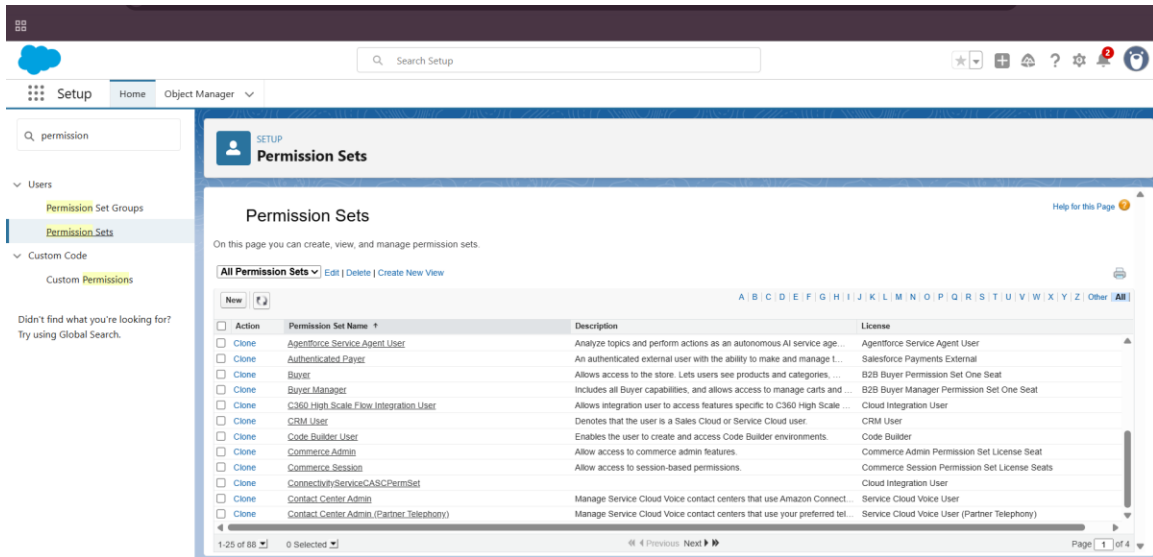 Search Setup
2
Setup Home Object Manager
permission
Users
Permission Set Groups
Permission Sets
Custom Code
Custom Permissions
Didn't find what you're looking for?
Try using Global Search.
SETUP
Permission Sets
Permission Sets
Help for this Page
On this page you can create, view, and manage permission sets.
All Permission Sets Edit | Delete | Create New View
New A | B | C | D | E | F | G | H | I | J | K | L | M | N | O | P | Q | R | S | T | U | V | W | X | Y | Z | Other All
Action Permission Set Name ↑ Description License
Clone Agentforce Service Agent User Analyze topics and perform actions as an autonomous AI service age... Agentforce Service Agent User
Clone Authenticated Payer An authenticated external user with the ability to make and manage t... Salesforce Payments External
Clone Buyer Allows access to the store. Lets users see products and categories, ... B2B Buyer Permission Set One Seat
Clone Buyer Manager Includes all Buyer capabilities, and allows access to manage carts and ... B2B Buyer Manager Permission Set One Seat
Clone C360 High Scale Flow Integration User Allows integration user to access features specific to C360 High Scale ... Cloud Integration User
Clone CRM User Denotes that the user is a Sales Cloud or Service Cloud user. CRM User
Clone Code Builder User Enables the user to create and access Code Builder environments. Code Builder
Clone Commerce Admin Allow access to commerce admin features. Commerce Admin Permission Set License Seat
Clone Commerce Session Allow access to session-based permissions. Commerce Session Permission Set License Seats
Clone ConnectivityServiceCASCPermSet Cloud Integration User
Clone Contact Center Admin Manage Service Cloud Voice contact centers that use Amazon Connect... Service Cloud Voice User
Clone Contact Center Admin (Partner Telephony) Manage Service Cloud Voice contact centers that use your preferred tel... Service Cloud Voice User (Partner Telephony)
1-25 of 88 0 Selected Previous Next Page 1 of 4